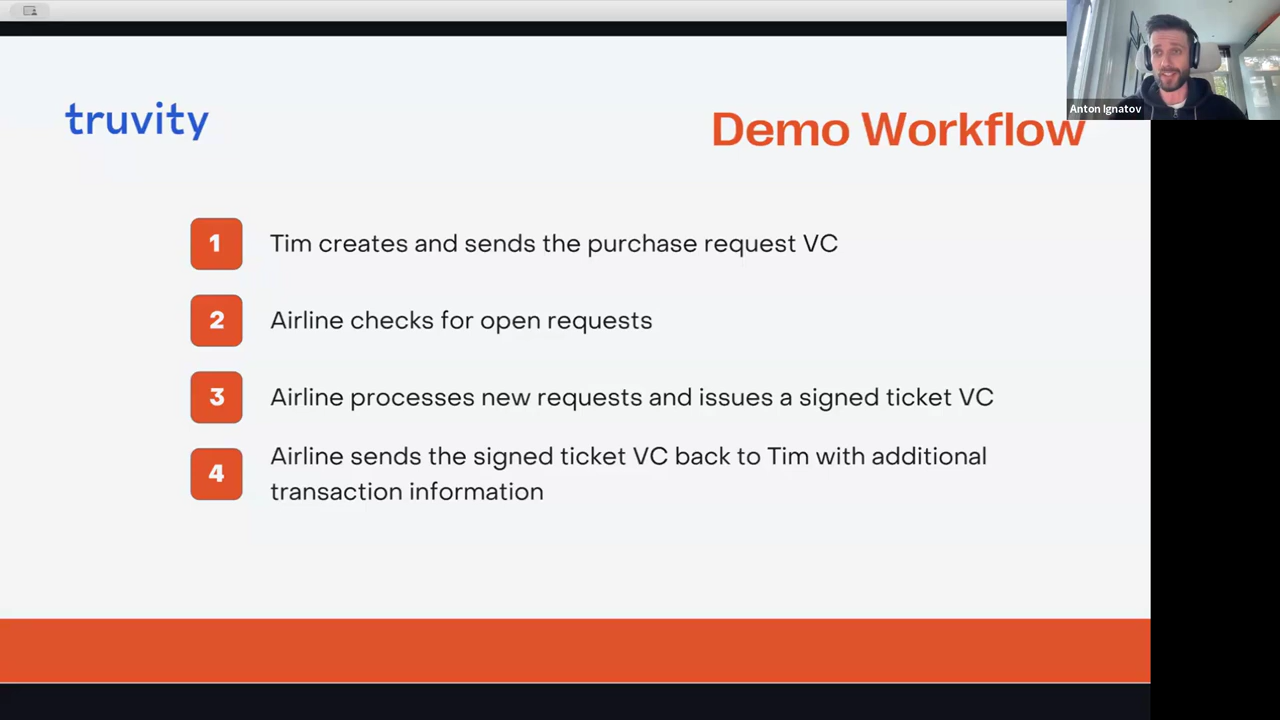 truvity
Demo Workflow
Anton Ignatov
1
Tim creates and sends the purchase request VC
2
Airline checks for open requests
3
Airline processes new requests and issues a signed ticket VC
4
Airline sends the signed ticket VC back to Tim with additional
transaction information